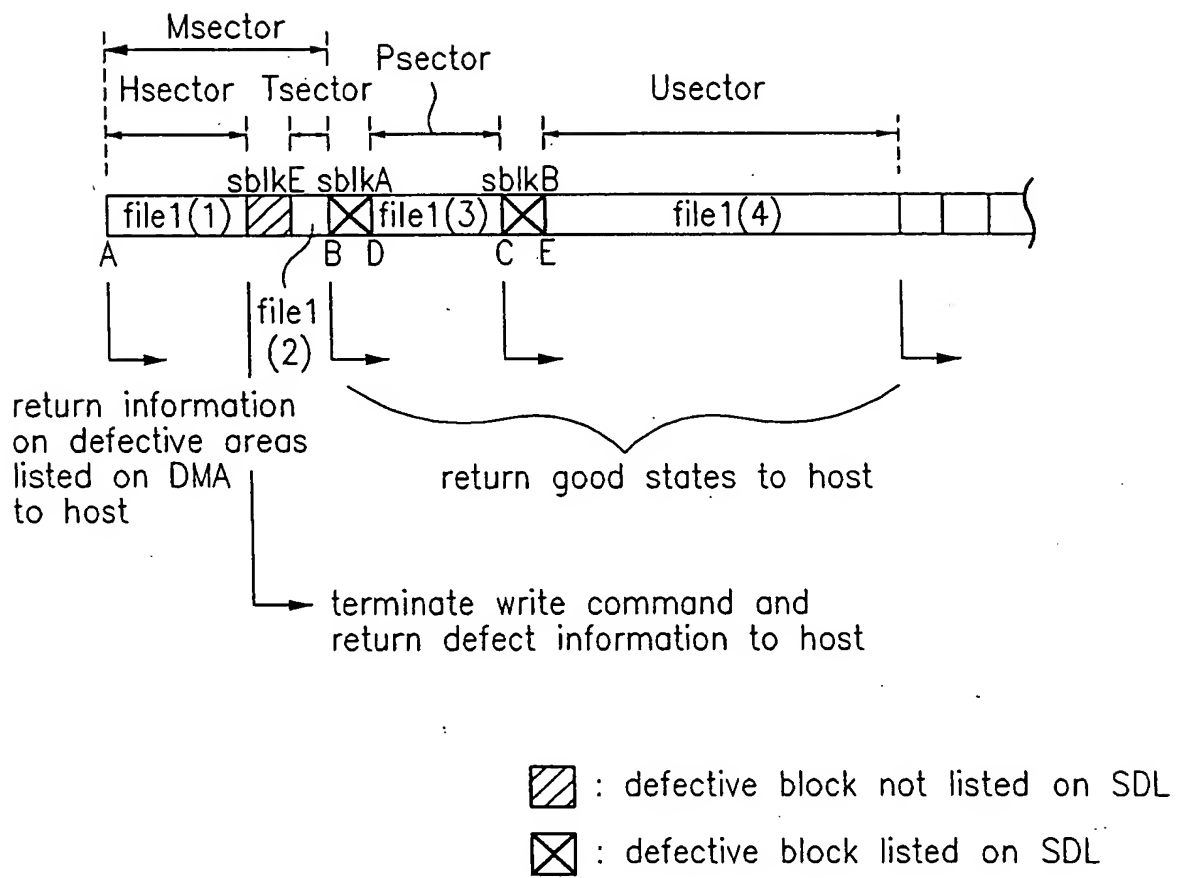 Msector
Psector
Hsector
Tsector
Usector
sblkE
sblkA
sblkB
file1(1)
file1(3)
file1(4)
A
B
D
C
E
file1
(2)
return information
on defective areas
listed on DMA
to host
return good states to host
terminate write command and
return defect information to host
: defective block not listed on SDL
: defective block listed on SDL